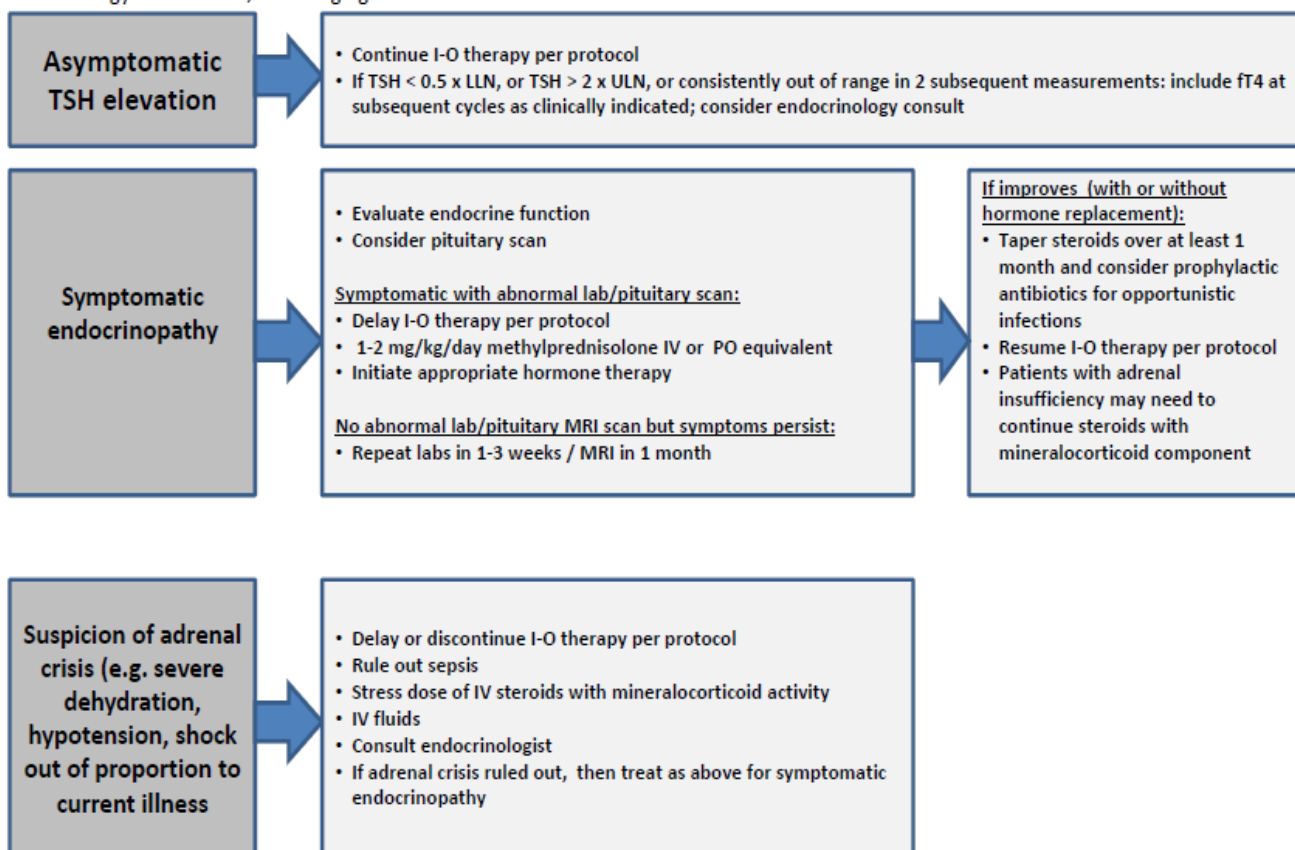 Asymptomatic
TSH elevation
• Continue I-O therapy per protocol
• If TSH < 0.5 x LLN, or TSH > 2 x ULN, or consistently out of range in 2 subsequent measurements: include fT4 at
subsequent cycles as clinically indicated; consider endocrinology consult
Symptomatic
endocrinopathy
• Evaluate endocrine function
• Consider pituitary scan
Symptomatic with abnormal lab/pituitary scan:
• Delay I-O therapy per protocol
• 1-2 mg/kg/day methylprednisolone IV or PO equivalent
• Initiate appropriate hormone therapy
No abnormal lab/pituitary MRI scan but symptoms persist:
• Repeat labs in 1-3 weeks / MRI in 1 month
If improves (with or without
hormone replacement):
• Taper steroids over at least 1
month and consider prophylactic
antibiotics for opportunistic
infections
• Resume I-O therapy per protocol
• Patients with adrenal
insufficiency may need to
continue steroids with
mineralocorticoid component
Suspicion of adrenal
crisis (e.g. severe
dehydration,
hypotension, shock
out of proportion to
current illness
• Delay or discontinue I-O therapy per protocol
• Rule out sepsis
• Stress dose of IV steroids with mineralocorticoid activity
• IV fluids
• Consult endocrinologist
• If adrenal crisis ruled out, then treat as above for symptomatic
endocrinopathy